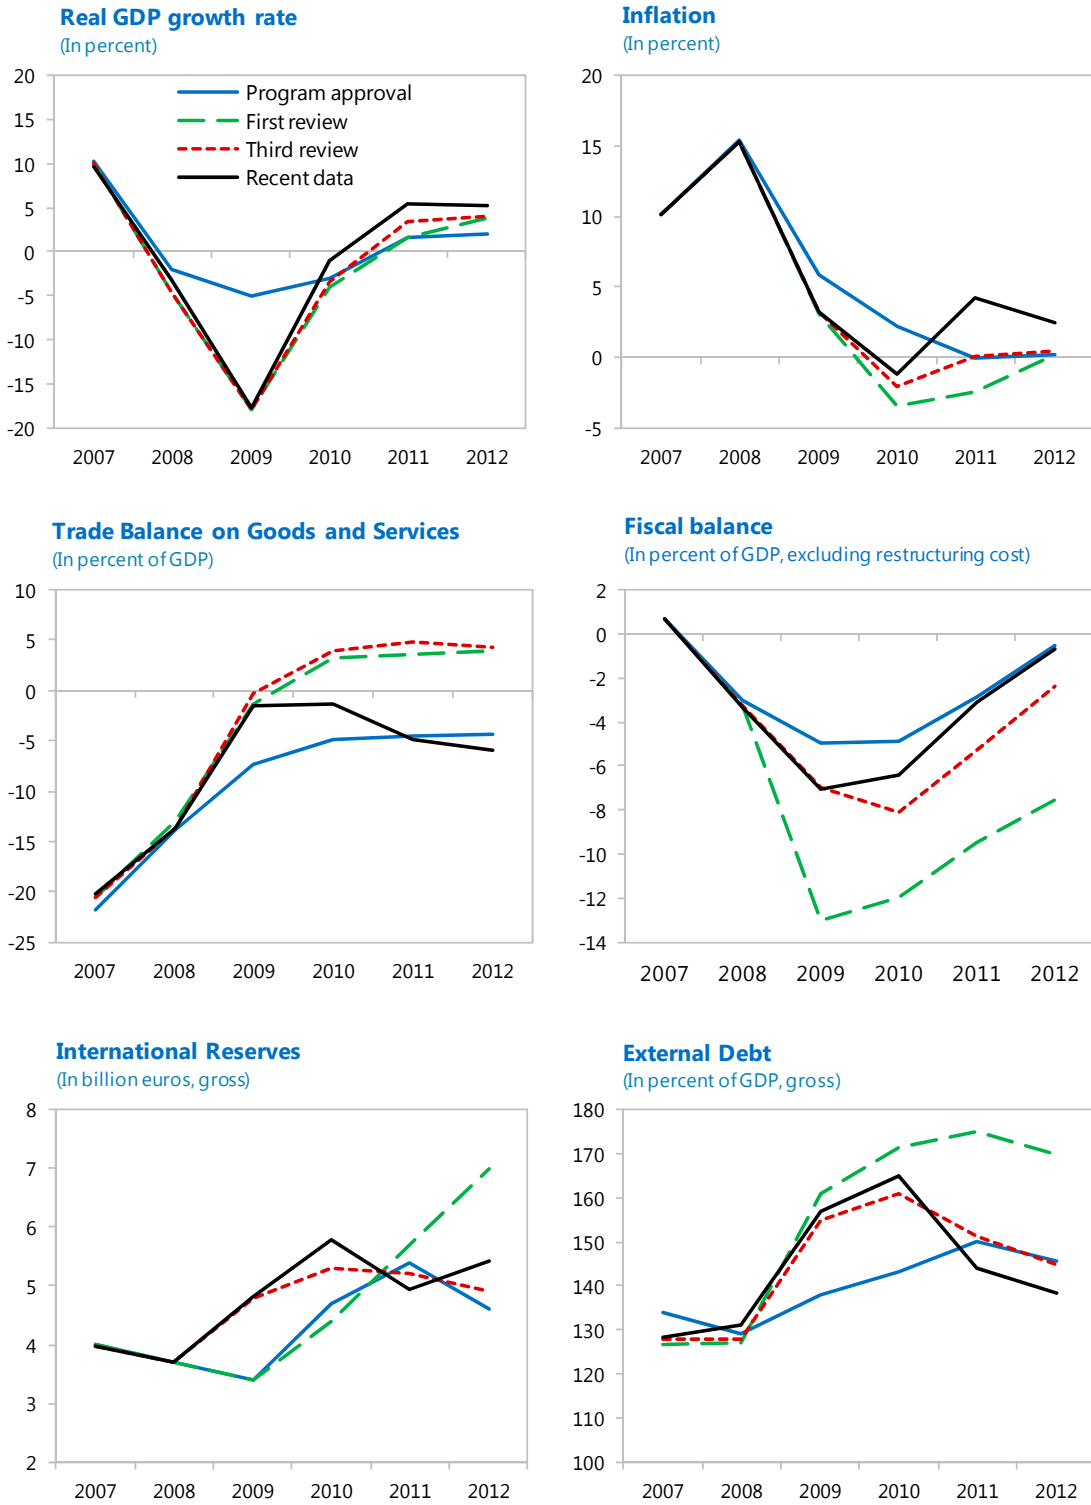 Real GDP growth rate
(In percent)
20
15
10
5
0
-5
-10
-15
-20
Program approval
First review
Third review
Recent data
2007 2008 2009 2010 2011 2012
Inflation
(In percent)
20
15
10
5
0
-5
2007 2008 2009 2010 2011 2012
Trade Balance on Goods and Services
(In percent of GDP)
10
5
0
-5
-10
-15
-20
-25
2007 2008 2009 2010 2011 2012
Fiscal balance
(In percent of GDP, excluding restructuring cost)
2
0
-2
-4
-6
-8
-10
-12
-14
2007 2008 2009 2010 2011 2012
International Reserves
(In billion euros, gross)
8
7
6
5
4
3
2
2007 2008 2009 2010 2011 2012
External Debt
(In percent of GDP, gross)
180
170
160
150
140
130
120
110
100
2007 2008 2009 2010 2011 2012